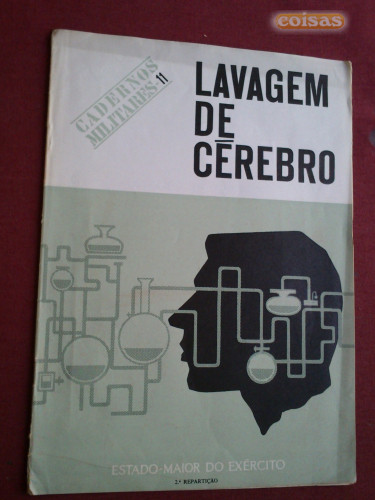 coisas
CADERNOS
MILITARES 11
LAVAGEM
DE
CÉREBRO
ESTADO-MAIOR DO EXÉRCITO
2.ª REPARTIÇÃO